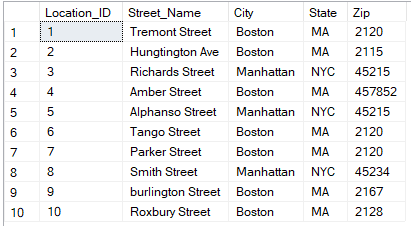 Location_ID Street_Name City State Zip
1 1 Tremont Street Boston MA 2120
2 2 Hungtington Ave Boston MA 2115
3 3 Richards Street Manhattan NYC 45215
4 4 Amber Street Boston MA 457852
5 5 Alphanso Street Manhattan NYC 45215
6 6 Tango Street Boston MA 2120
7 7 Parker Street Boston MA 2120
8 8 Smith Street Manhattan NYC 45234
9 9 burlington Street Boston MA 2167
10 10 Roxbury Street Boston MA 2128